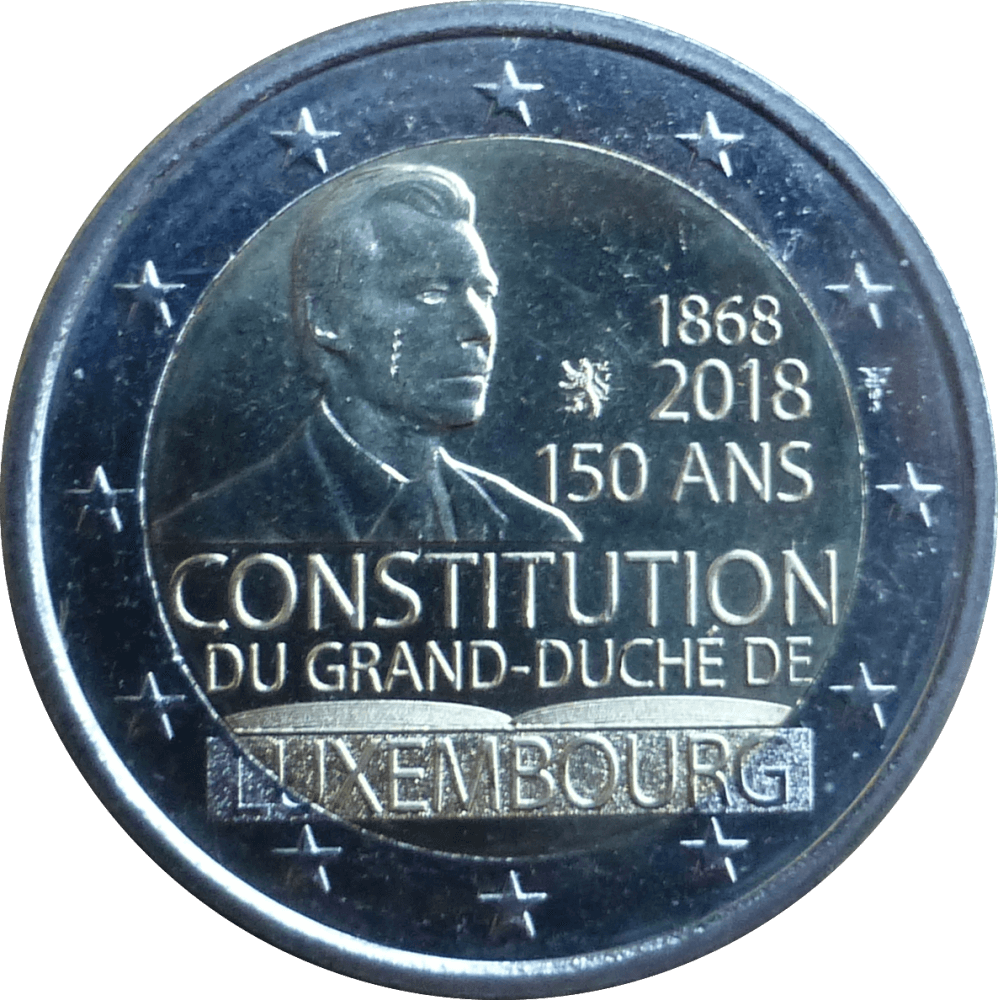 1868
2018
150 ANS
CONSTITUTION
DU GRAND-DUCHÉ DE
LUXEMBOURG